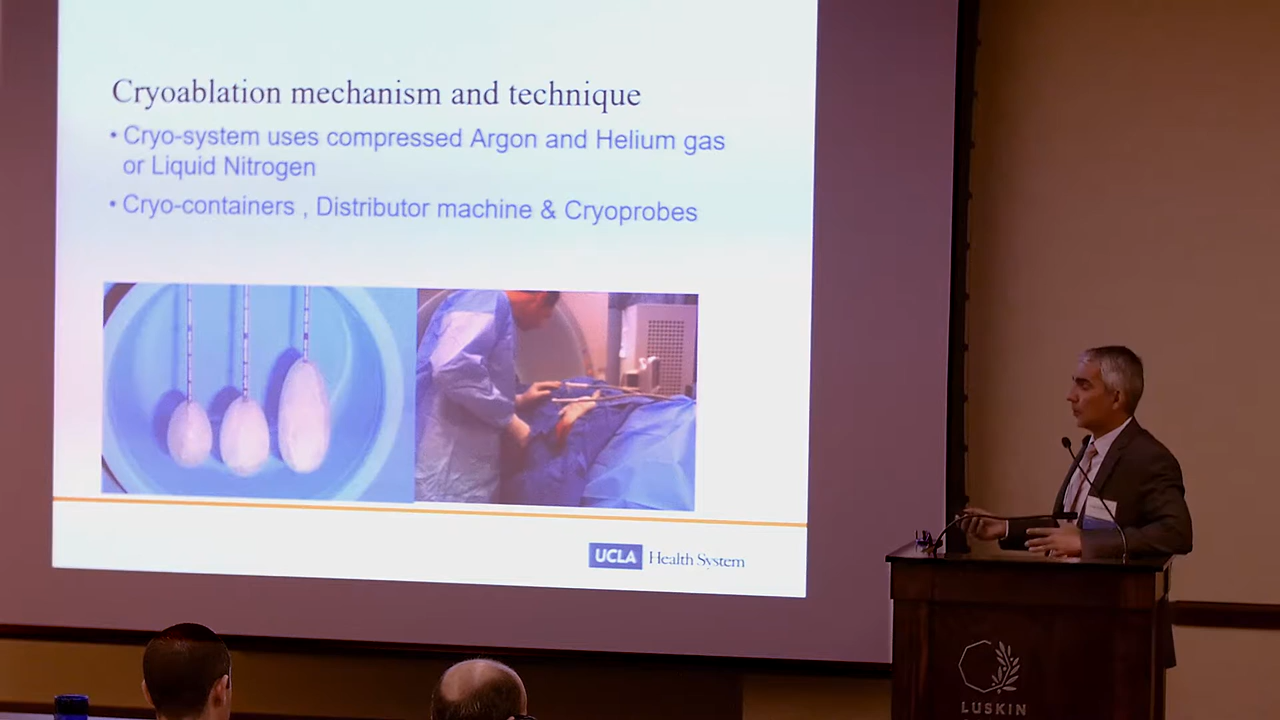 Cryoablation mechanism and technique
• Cryo-system uses compressed Argon and Helium gas
or Liquid Nitrogen
• Cryo-containers , Distributor machine & Cryoprobes
UCLA Health System
LUSKIN